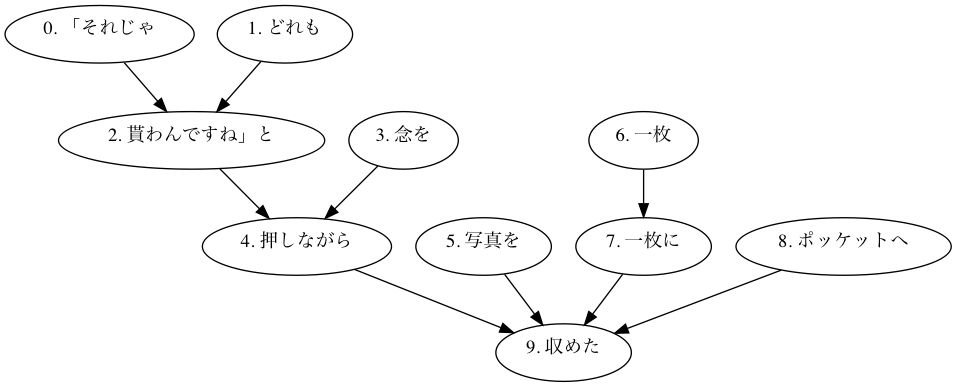 0. 「それじゃ
1. どれも
2. 貰わんですね」と
3. 念を
6. 一枚
4. 押しながら
5. 写真を
7. 一枚に
8. ポッケットへ
9. 収めた